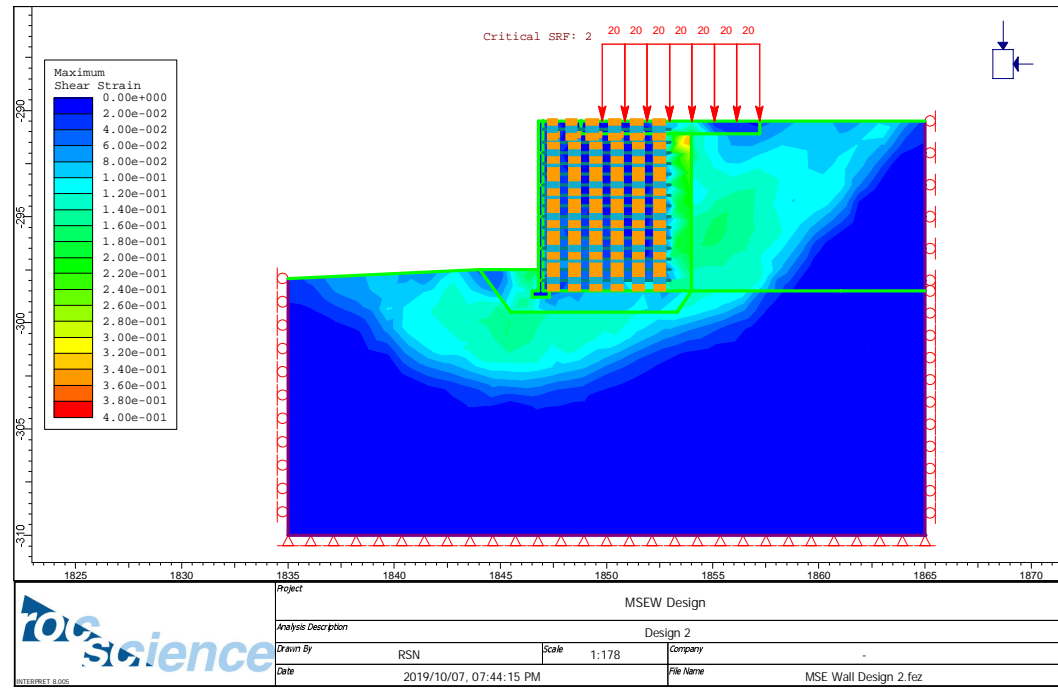 Critical SRF: 2
20 20 20 20 20 20 20
Maximum
Shear Strain
0.00e+000
2.00e-002
4.00e-002
6.00e-002
8.00e-002
1.00e-001
1.20e-001
1.40e-001
1.60e-001
1.80e-001
2.00e-001
2.20e-001
2.40e-001
2.60e-001
2.80e-001
3.00e-001
3.20e-001
3.40e-001
3.60e-001
3.80e-001
4.00e-001
-290
-295
-300
-305
-310
1825 1830 1835 1840 1845 1850 1855 1860 1865 1870
rocscience
INTERPRET 8.005
Project
MSEW Design
Analysis Description
Design 2
Drawn By RSN Scale 1:178 Company -
Date 2019/10/07, 07:44:15 PM File Name MSE Wall Design 2.fez